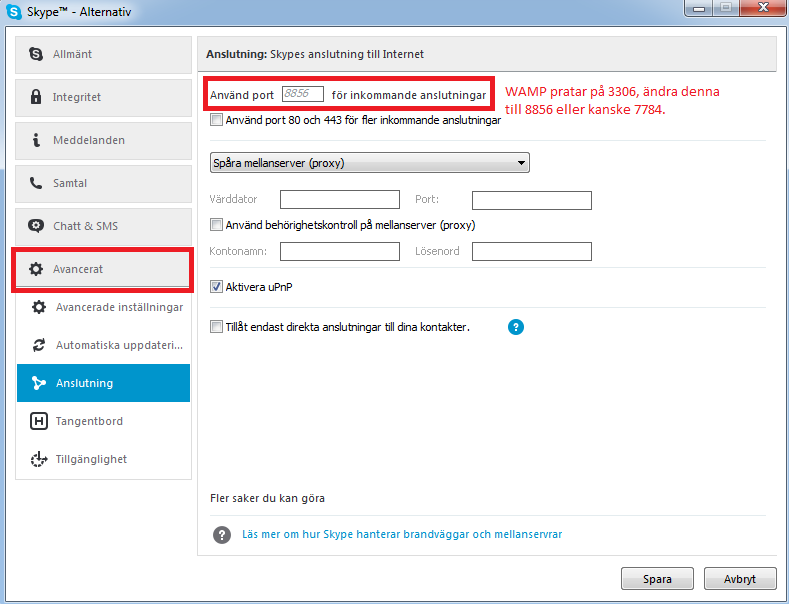 Skype™ - Alternativ
Allmänt
Integritet
Meddelanden
Samtal
Chatt & SMS
Avancerat
Avancerade inställningar
Automatiska uppdateri...
Anslutning
Tangentbord
Tillgänglighet
Anslutning: Skypes anslutning till Internet
Använd port 8856 för inkommande anslutningar
WAMP pratar på 3306, ändra denna
till 8856 eller kanske 7784.
Använd port 80 och 443 för fler inkommande anslutningar
Spåra mellanserver (proxy)
Värddator Port:
Använd behörighetskontroll på mellanserver (proxy)
Kontonamn: Lösenord
Aktivera uPnP
Tillåt endast direkta anslutningar till dina kontakter. ?
Fler saker du kan göra
? Läs mer om hur Skype hanterar brandväggar och mellanservrar
Spara Avbryt